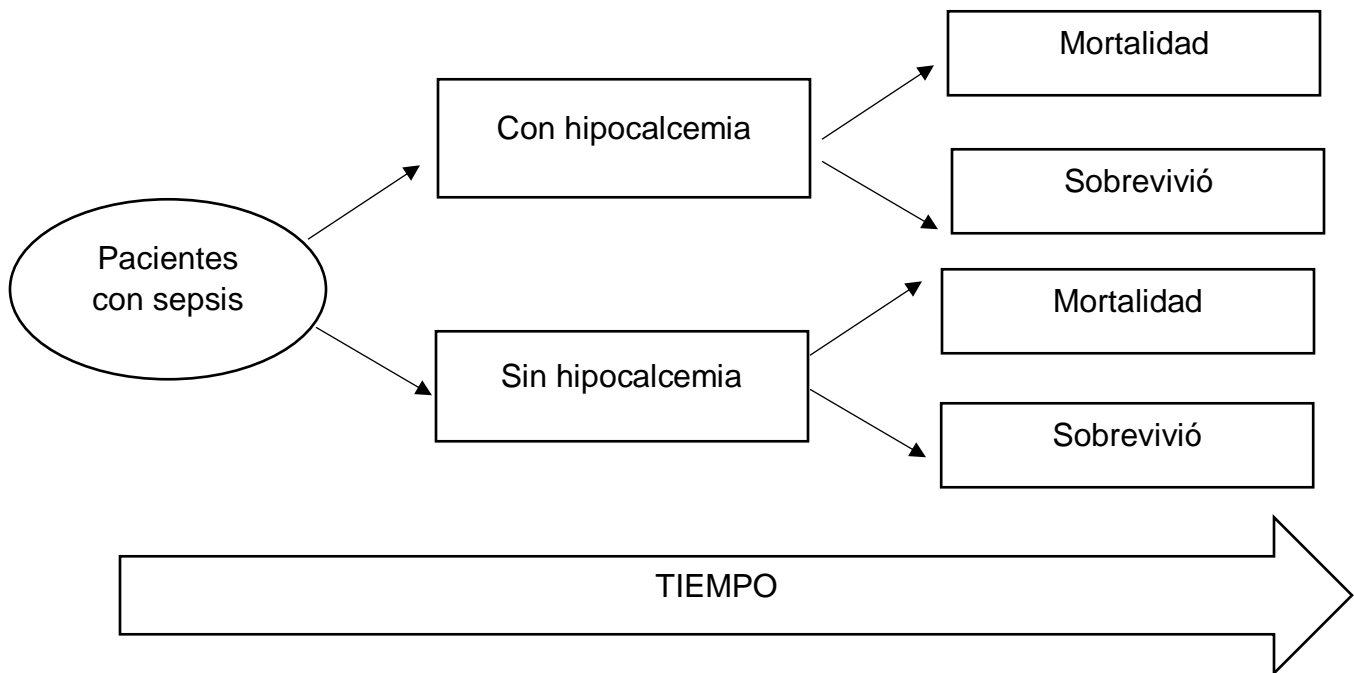 Mortalidad
Con hipocalcemia
Sobrevivió
Pacientes
con sepsis
Mortalidad
Sin hipocalcemia
Sobrevivió
TIEMPO